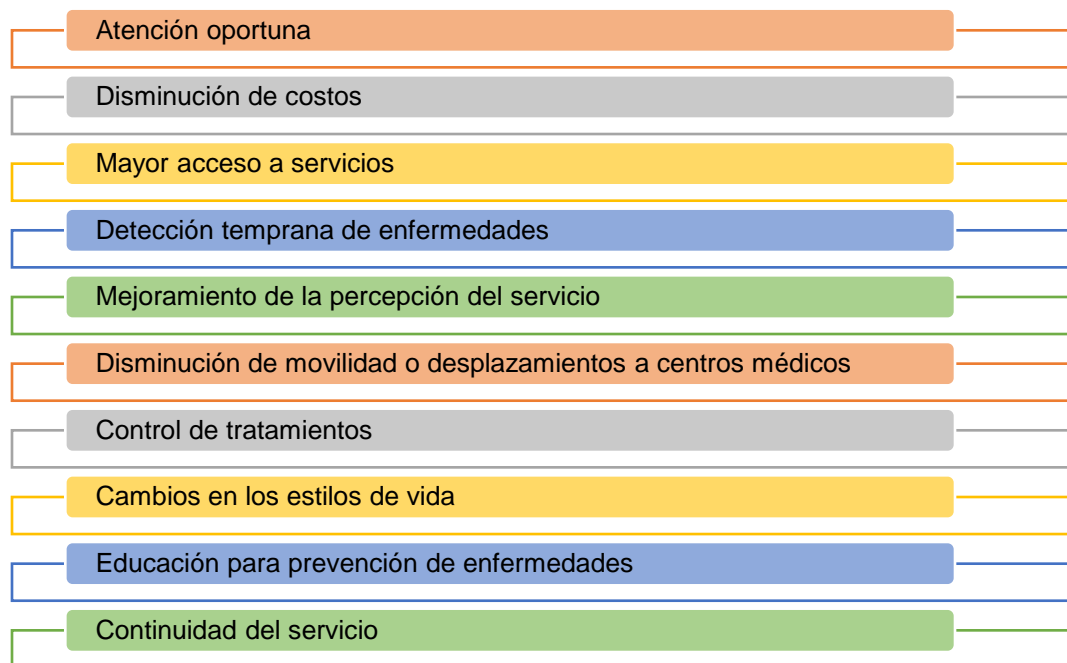 Atención oportuna
Disminución de costos
Mayor acceso a servicios
Detección temprana de enfermedades
Mejoramiento de la percepción del servicio
Disminución de movilidad o desplazamientos a centros médicos
Control de tratamientos
Cambios en los estilos de vida
Educación para prevención de enfermedades
Continuidad del servicio